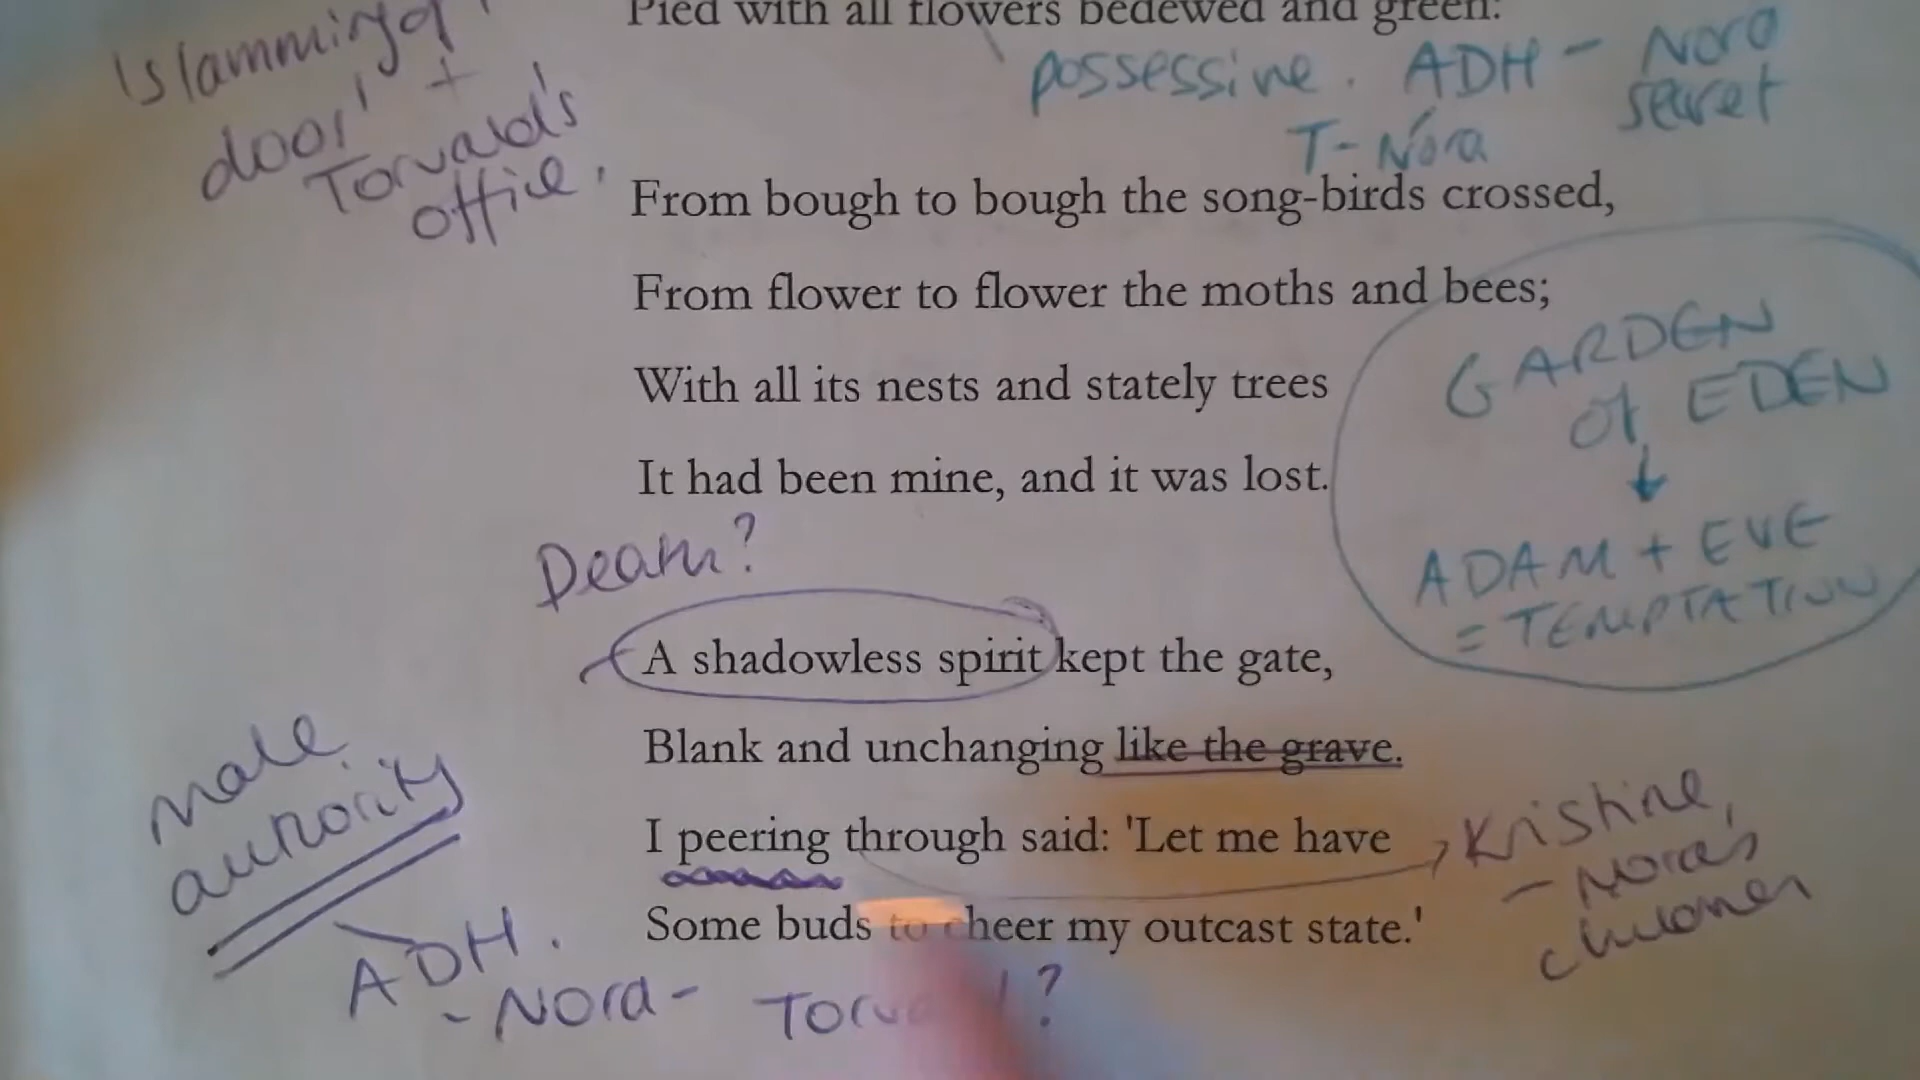 Pied with all flowers bedewed and green:
'slamming of
door' +
Torvald's
office.
possessive. ADH - Nora
secret
T - Nora
From bough to bough the song-birds crossed,
From flower to flower the moths and bees;
With all its nests and stately trees
It had been mine, and it was lost.
GARDEN
of EDEN
ADAM + EVE
= TEMPTATION
Death?
A shadowless spirit kept the gate,
Blank and unchanging like the grave.
I peering through said: 'Let me have
Some buds to cheer my outcast state.'
male
authority
ADH.
- Nora -
Kristine,
- Nora's
children